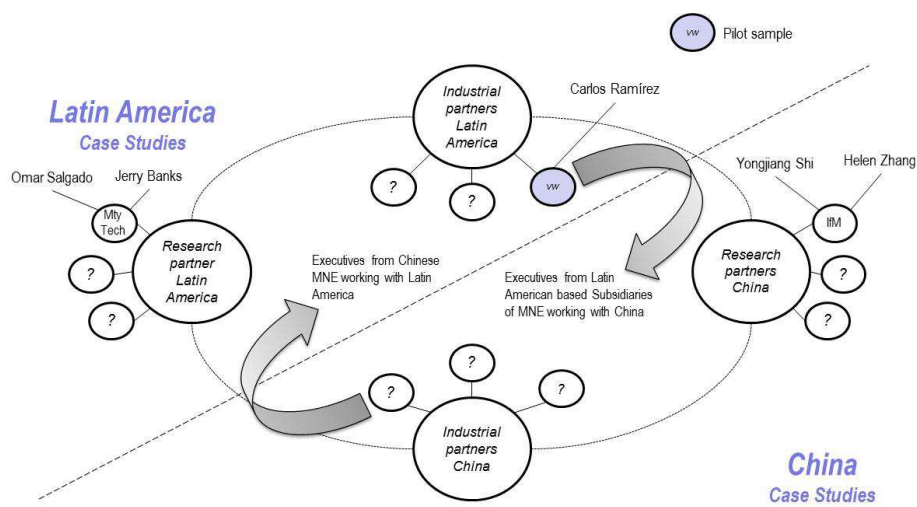 vw
Pilot sample
Latin America
Case Studies
Industrial
partners
Latin
America
Carlos Ramírez
?
?
vw
Omar Salgado
Jerry Banks
Mty
Tech
Research
partner
Latin
America
?
?
Yongjiang Shi
Helen Zhang
IfM
Research
partners
China
?
?
Executives from Chinese
MNE working with Latin
America
Executives from Latin
American based Subsidiaries
of MNE working with China
?
?
?
Industrial
partners
China
China
Case Studies